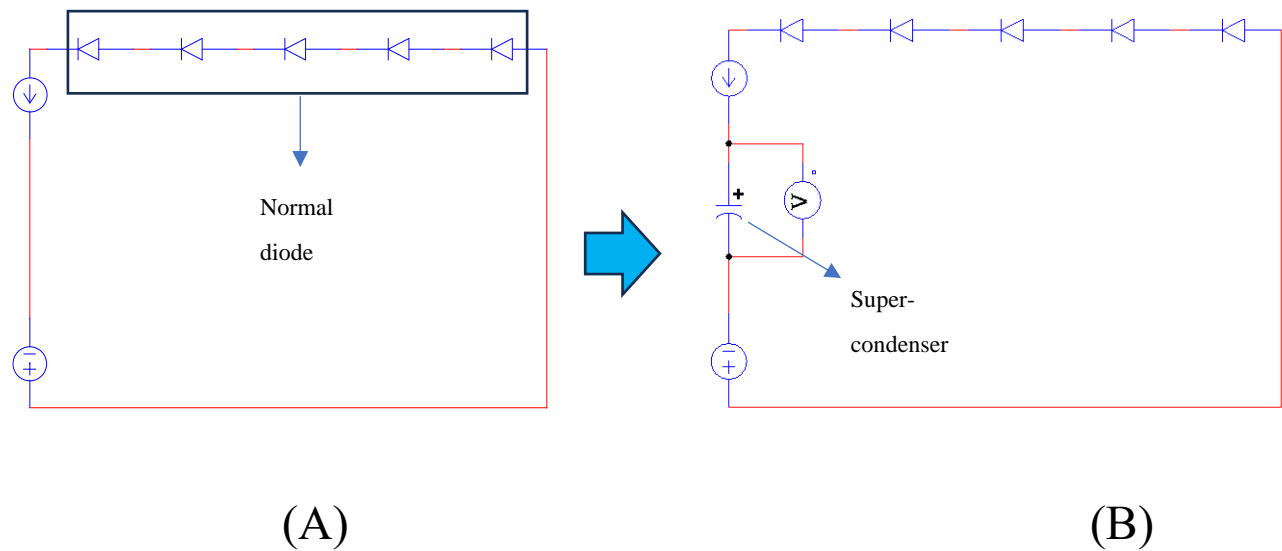 Normal
diode
V
Super-
condenser
(A)
(B)